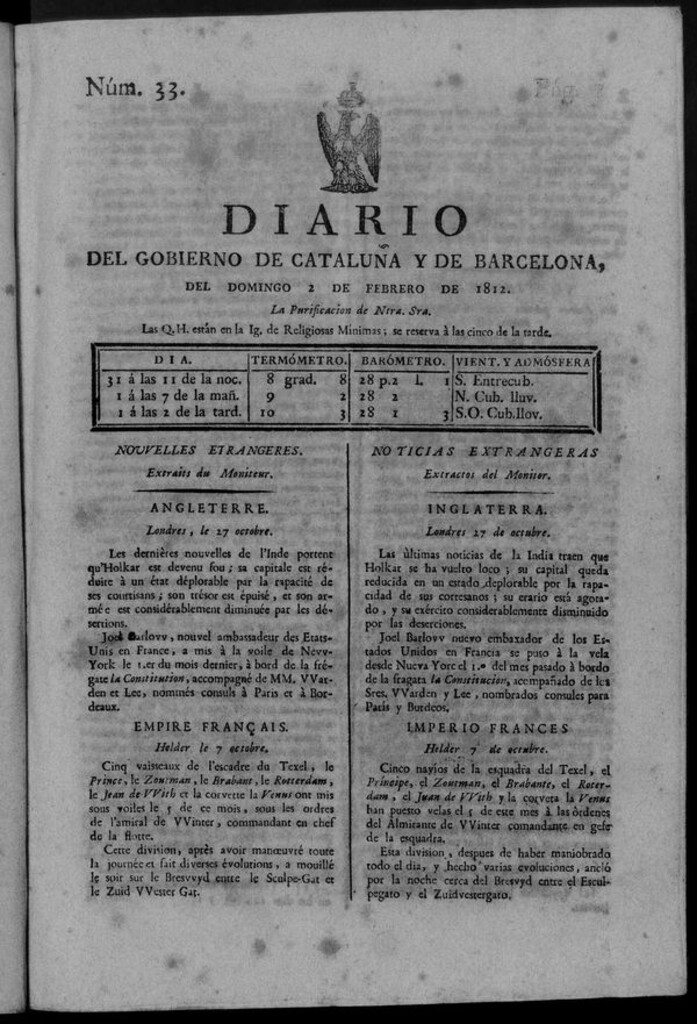 Núm. 33.
Pág.
DIARIO
DEL GOBIERNO DE CATALUÑA Y DE BARCELONA,
DEL DOMINGO 2 DE FEBRERO DE 1812.
La Purificacion de Ntra. Sra.
Las Q.H. están en la Ig. de Religiosas Minimas; se reserva á las cinco de la tarde.
DIA. TERMÓMETRO. BARÓMETRO. VIENT. Y ADMÓSFERA
31 á las 11 de la noc. 8 grad. 8 28 p. 2 l. 1 S. Entrecub.
1 á las 7 de la mañ. 9 2 28 2 N. Cub. lluv.
1 á las 2 de la tard. 10 3 28 1 3 S.O. Cub.llov.
NOUVELLES ETRANGERES.
Extraits du Moniteur.
ANGLETERRE.
Londres, le 27 octobre.
Les dernières nouvelles de l'Inde portent
qu'Holkar est devenu fou; sa capitale est ré-
duite à un état déplorable par la rapacité de
ses courtisans; son trésor est épuisé, et son ar-
mée est considérablement diminuée par les dé-
sertions.
Joel Barlovv, nouvel ambassadeur des Etats-
Unis en France, a mis à la voile de Nevv-
York le 1.er du mois dernier, à bord de la fré-
gate la Constitution, accompagné de MM. VVar-
den et Lee, nommés consuls à Paris et à Bor-
deaux.
EMPIRE FRANÇAIS.
Helder le 7 octobre.
Cinq vaisseaux de l'escadre du Texel, le
Prince, le Zoutman, le Brabant, le Rotterdam,
le Jean de VVith et la corvette la Venus ont mis
sous voiles le 5 de ce mois, sous les ordres
de l'amiral de VVinter, commandant en chef
de la flotte.
Cette division, après avoir manœuvré toute
la journée et fait diverses évolutions, a mouillé
le soir sur le Bresvvyd entre le Sculpe-Gat et
le Zuid VVester Gat.
NOTICIAS EXTRANGERAS
Extractos del Monitor.
INGLATERRA.
Londres 27 de octubre.
Las últimas noticias de la India traen que
Holkar se ha vuelto loco; su capital queda
reducida en un estado deplorable por la rapa-
cidad de sus cortesanos; su erario está agota-
do, y su exército considerablemente disminuido
por las deserciones.
Joel Barlovv nuevo embaxador de los Es-
tados Unidos en Francia se puso á la vela
desde Nueva Yorc el 1.º del mes pasado á bordo
de la fragata la Constitucion, acompañado de los
Sres. VVarden y Lee, nombrados consules para
París y Burdeos.
IMPERIO FRANCES
Helder 7 de octubre.
Cinco navios de la esquadra del Texel, el
Príncipe, el Zoutman, el Brabante, el Roter-
dam, el Juan de VVith y la corveta la Venus
han puesto velas el 5 de este mes á las órdenes
del Almirante de VVinter comandante en gefe
de la esquadra.
Esta division, despues de haber maniobrado
todo el dia, y hecho varias evoluciones, ancló
por la noche cerca del Bresvyd entre el Escul-
pegato y el Zuidvestergato.